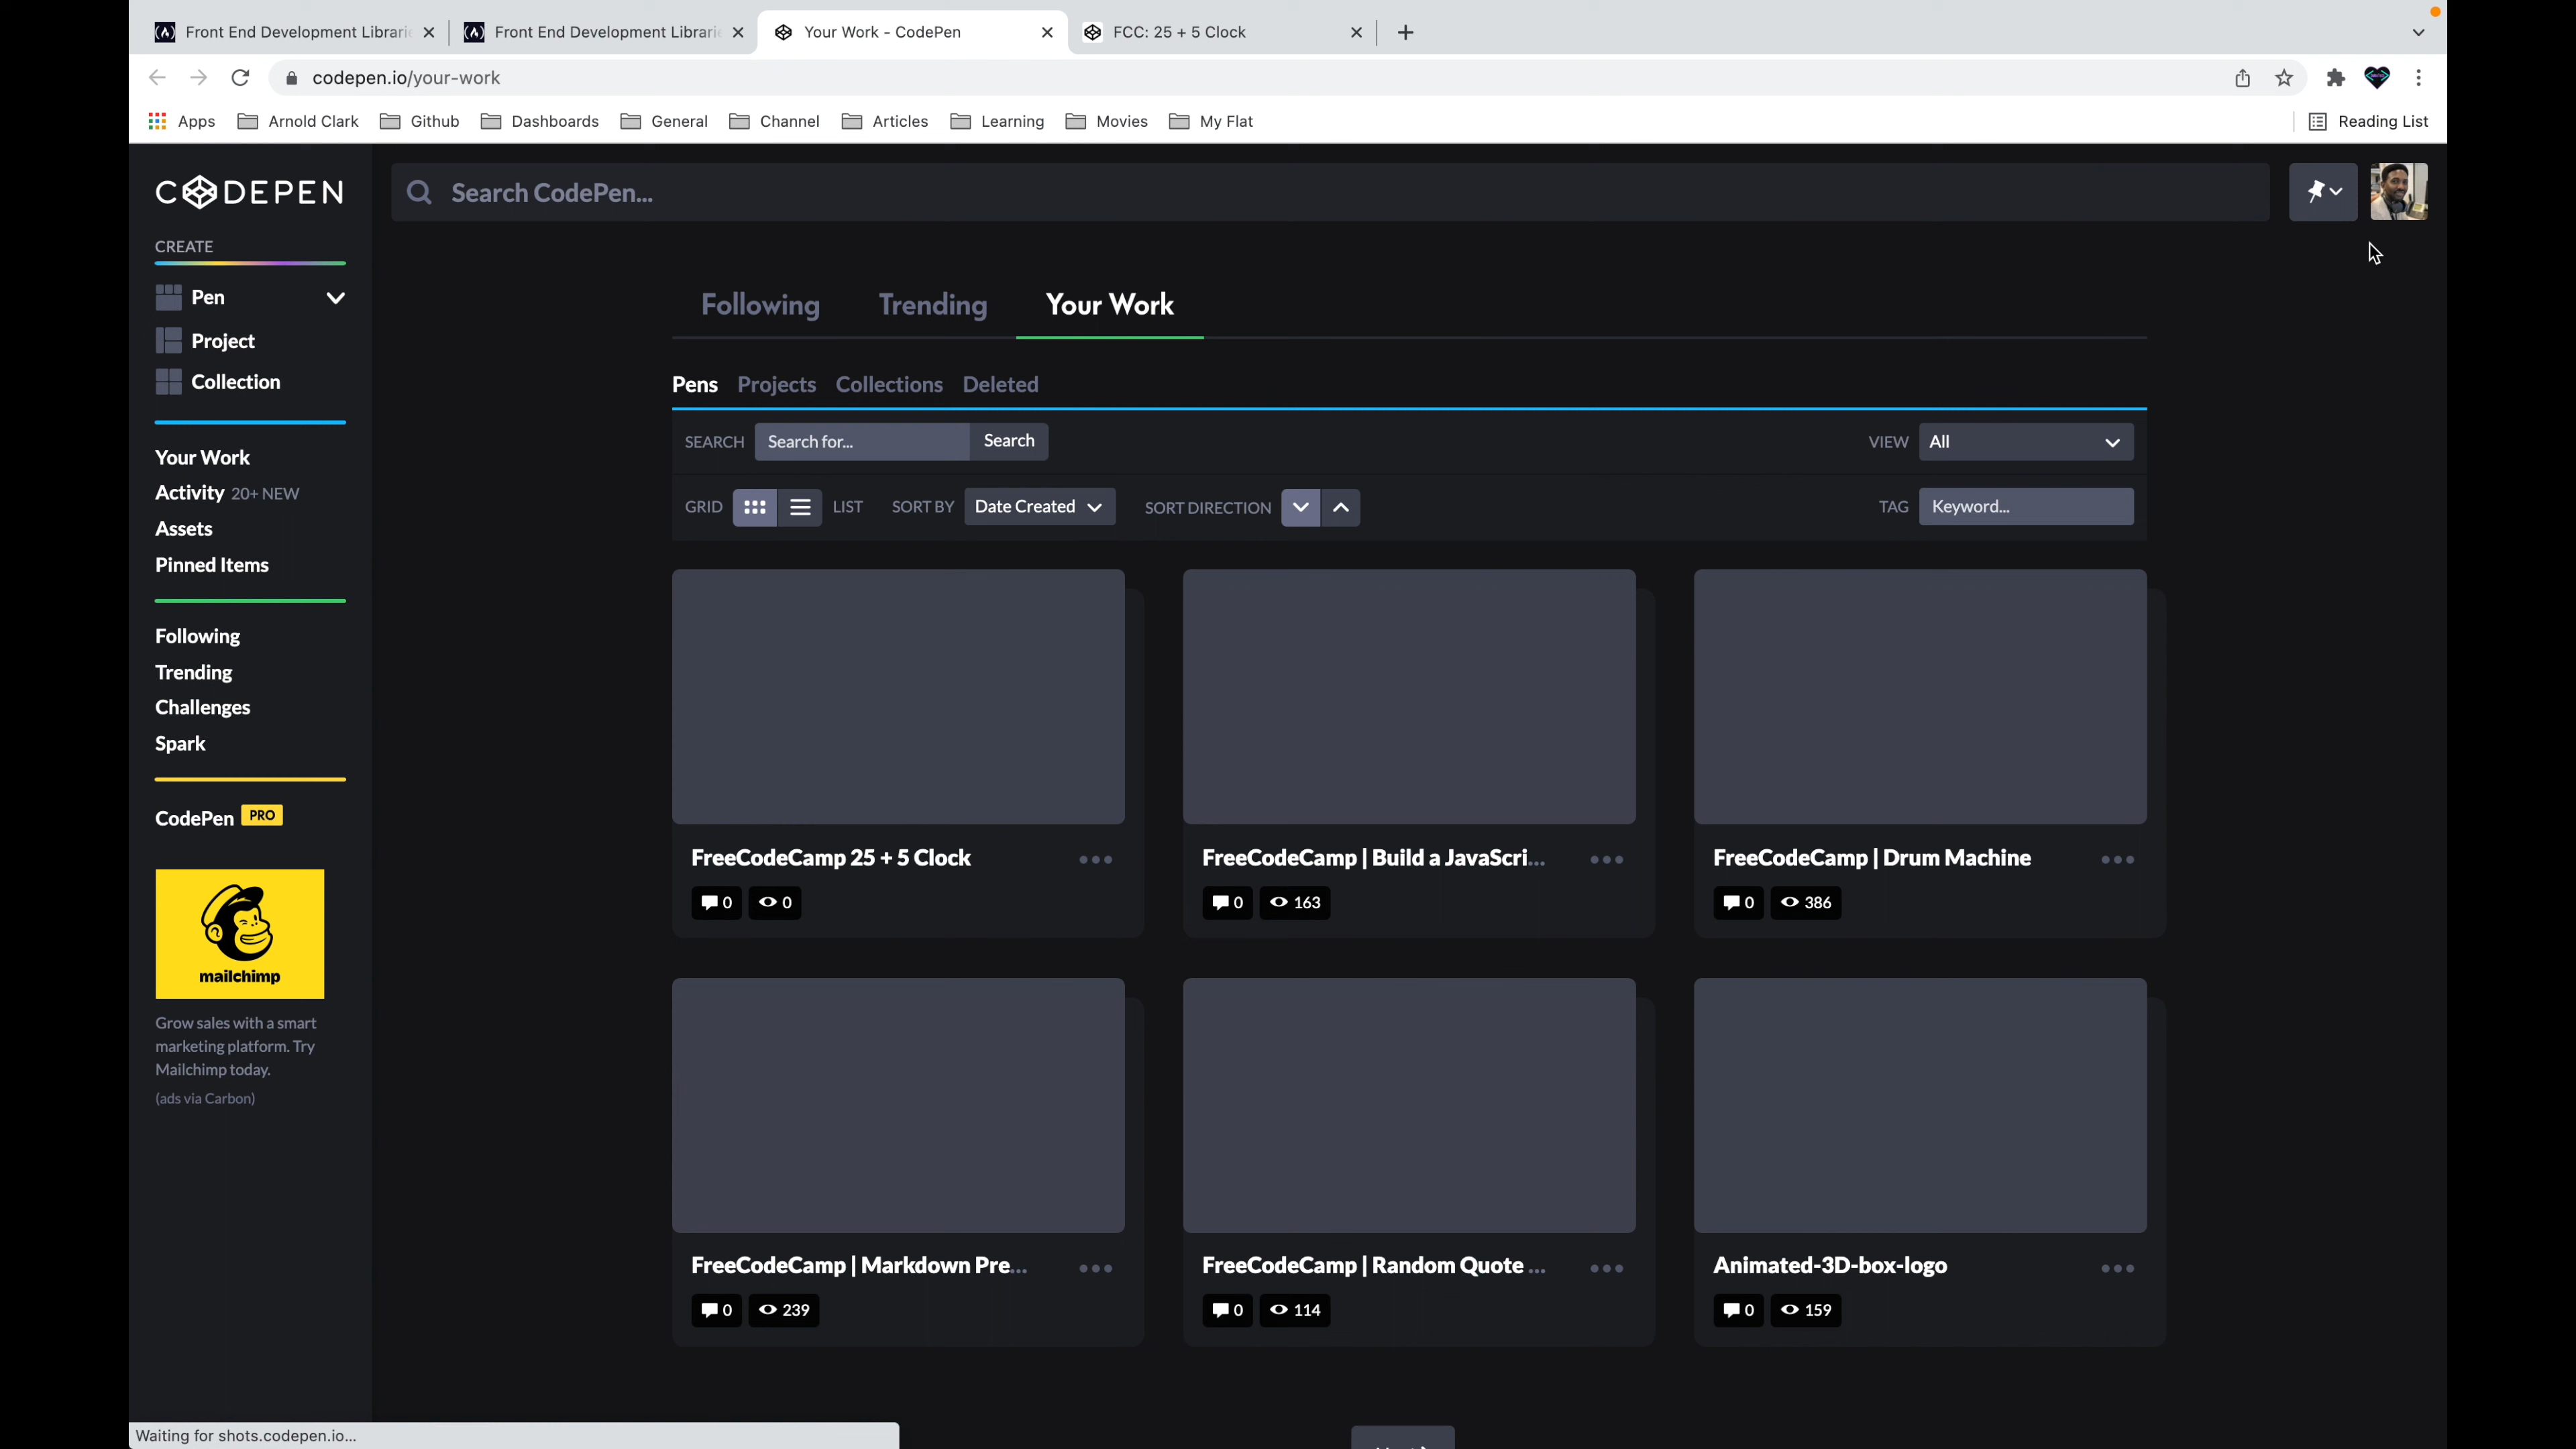 Front End Development Librari
Front End Development Librarie
Your Work - CodePen
FCC: 25 + 5 Clock
codepen.io/your-work
Apps
Arnold Clark
Github
Dashboards
General
Channel
Articles
Learning
Movies
My Flat
Reading List
CODEPEN
Search CodePen...
CREATE
Pen
Project
Collection
Your Work
Activity 20+ NEW
Assets
Pinned Items
Following
Trending
Challenges
Spark
CodePen PRO
mailchimp
Grow sales with a smart
marketing platform. Try
Mailchimp today.
(ads via Carbon)
Following Trending Your Work
Pens Projects Collections Deleted
SEARCH Search for... Search VIEW All
GRID LIST SORT BY Date Created SORT DIRECTION TAG Keyword...
FreeCodeCamp 25 + 5 Clock
0 0
FreeCodeCamp | Build a JavaScri...
0 163
FreeCodeCamp | Drum Machine
0 386
FreeCodeCamp | Markdown Pre...
0 239
FreeCodeCamp | Random Quote ...
0 114
Animated-3D-box-logo
0 159
Waiting for shots.codepen.io...